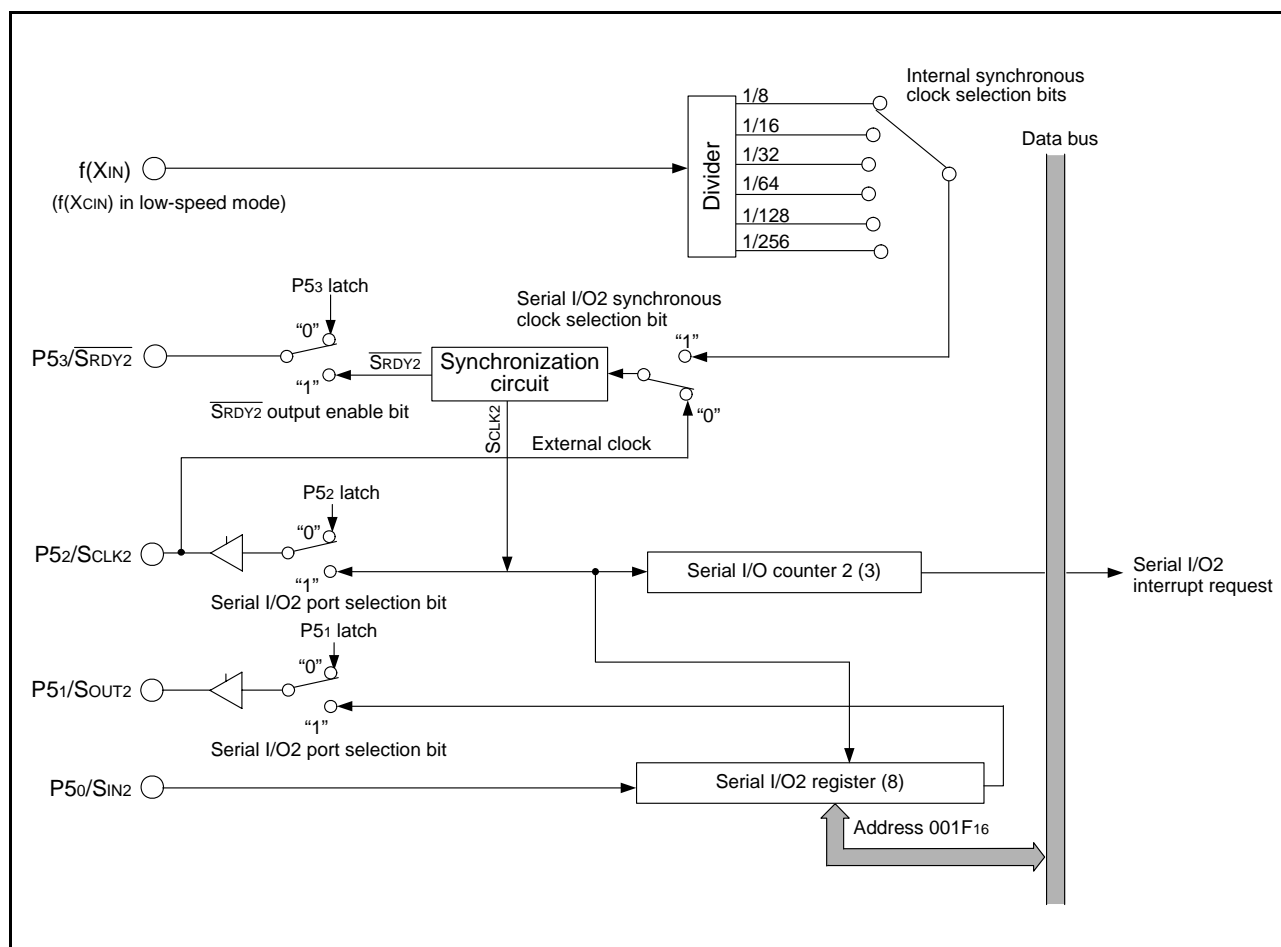 Internal synchronous
clock selection bits
1/8
1/16
1/32
1/64
1/128
1/256
Divider
Data bus
f(XIN)
(f(XCIN) in low-speed mode)
P53 latch
"0"
P53/SRDY2
"1"
SRDY2 output enable bit
SRDY2
Synchronization
circuit
Serial I/O2 synchronous
clock selection bit
"1"
"0"
SCLK2
External clock
P52 latch
"0"
P52/SCLK2
"1"
Serial I/O2 port selection bit
Serial I/O counter 2 (3)
Serial I/O2
interrupt request
P51 latch
"0"
P51/SOUT2
"1"
Serial I/O2 port selection bit
P50/SIN2
Serial I/O2 register (8)
Address 001F16